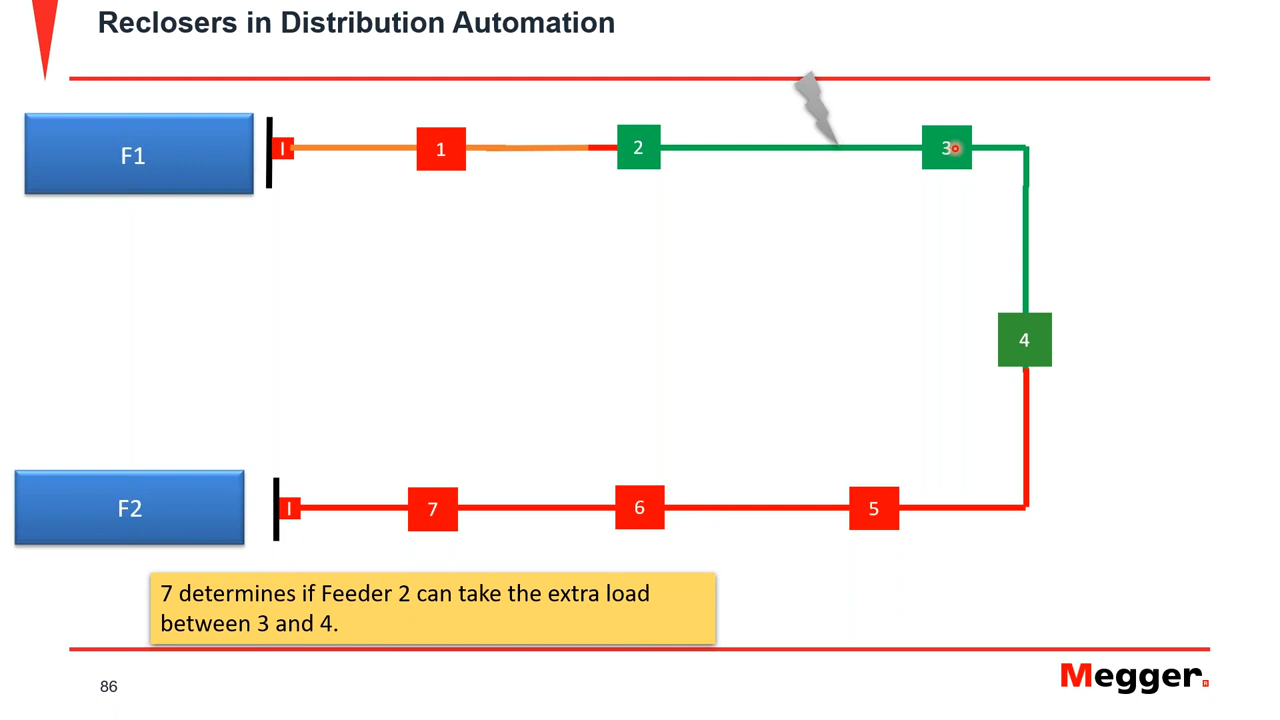 Reclosers in Distribution Automation
F1
I
1
2
3
4
F2
I
7
6
5
7 determines if Feeder 2 can take the extra load
between 3 and 4.
86
Megger